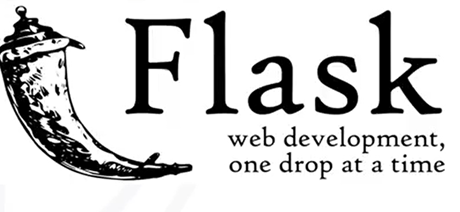 Flask
web development,
one drop at a time